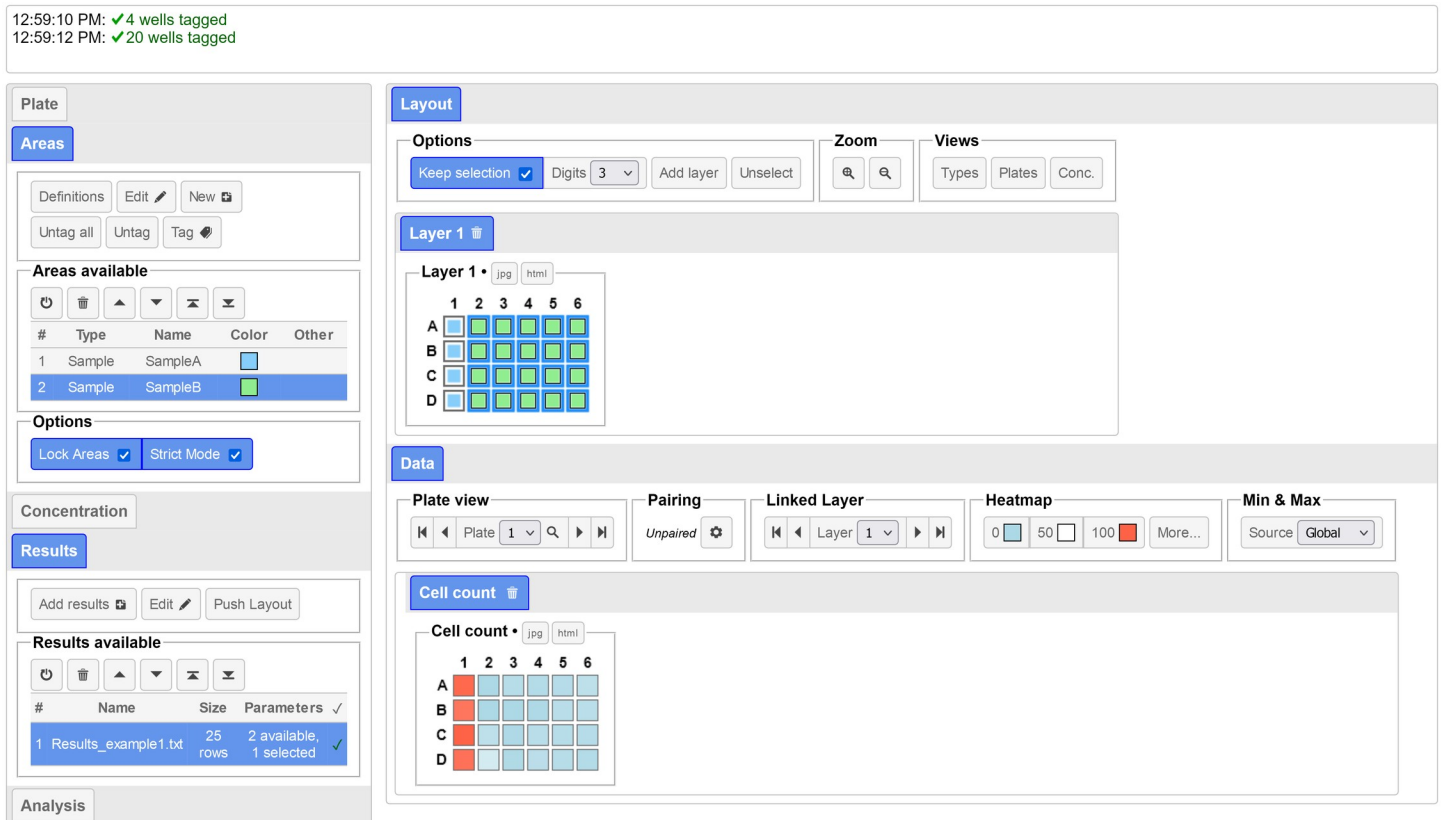 12:59:10 PM: ✔4 wells tagged
12:59:12 PM: ✔20 wells tagged
Plate
Areas
Definitions Edit New
Untag all Untag Tag
Areas available
# Type Name Color Other
1 Sample SampleA
2 Sample SampleB
Options
Lock Areas Strict Mode
Concentration
Results
Add results Edit Push Layout
Results available
# Name Size Parameters ✓
1 Results_example1.txt 25 rows 2 available, 1 selected ✓
Analysis
Layout
Options Zoom Views
Keep selection Digits 3 Add layer Unselect Types Plates Conc.
Layer 1
Layer 1 • jpg html
1 2 3 4 5 6
A
B
C
D
Data
Plate view Pairing Linked Layer Heatmap Min & Max
Plate 1 Unpaired Layer 1 0 50 100 More... Source Global
Cell count
Cell count • jpg html
1 2 3 4 5 6
A
B
C
D